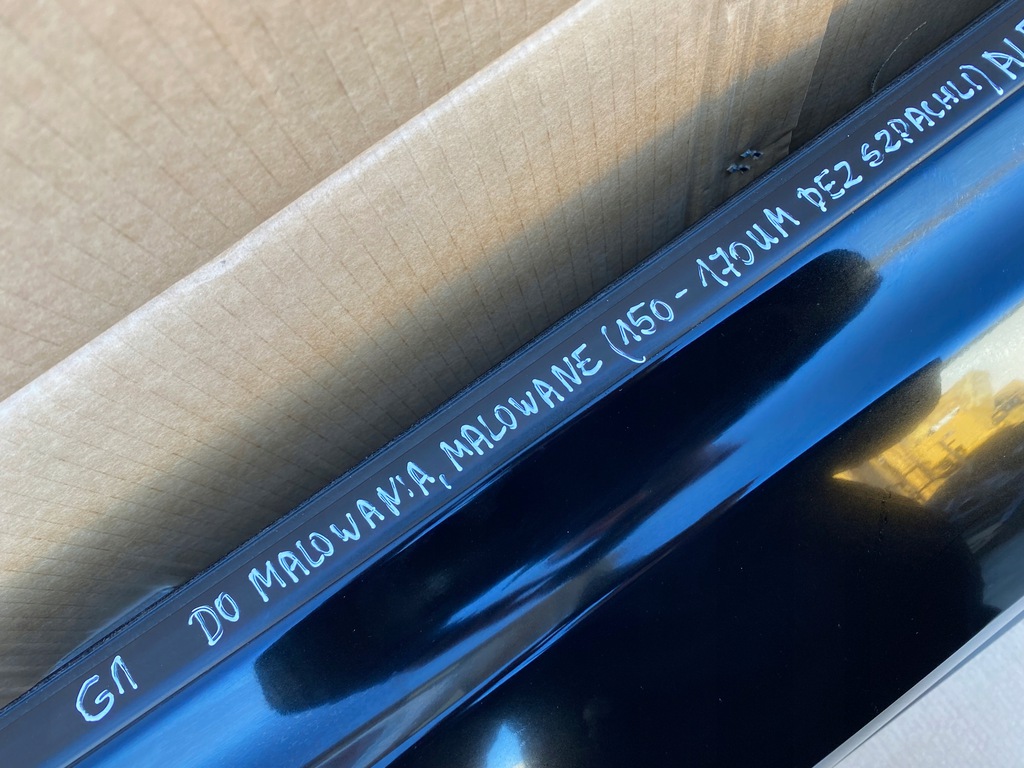 G1 DO MALOWANIA, MALOWANE (150-170UM BEZ SZPACHLI)